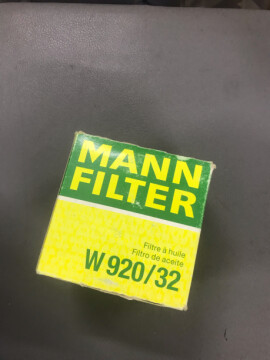 MANN
FILTER
Filtre à huile
Filtro de aceite
W 920/32